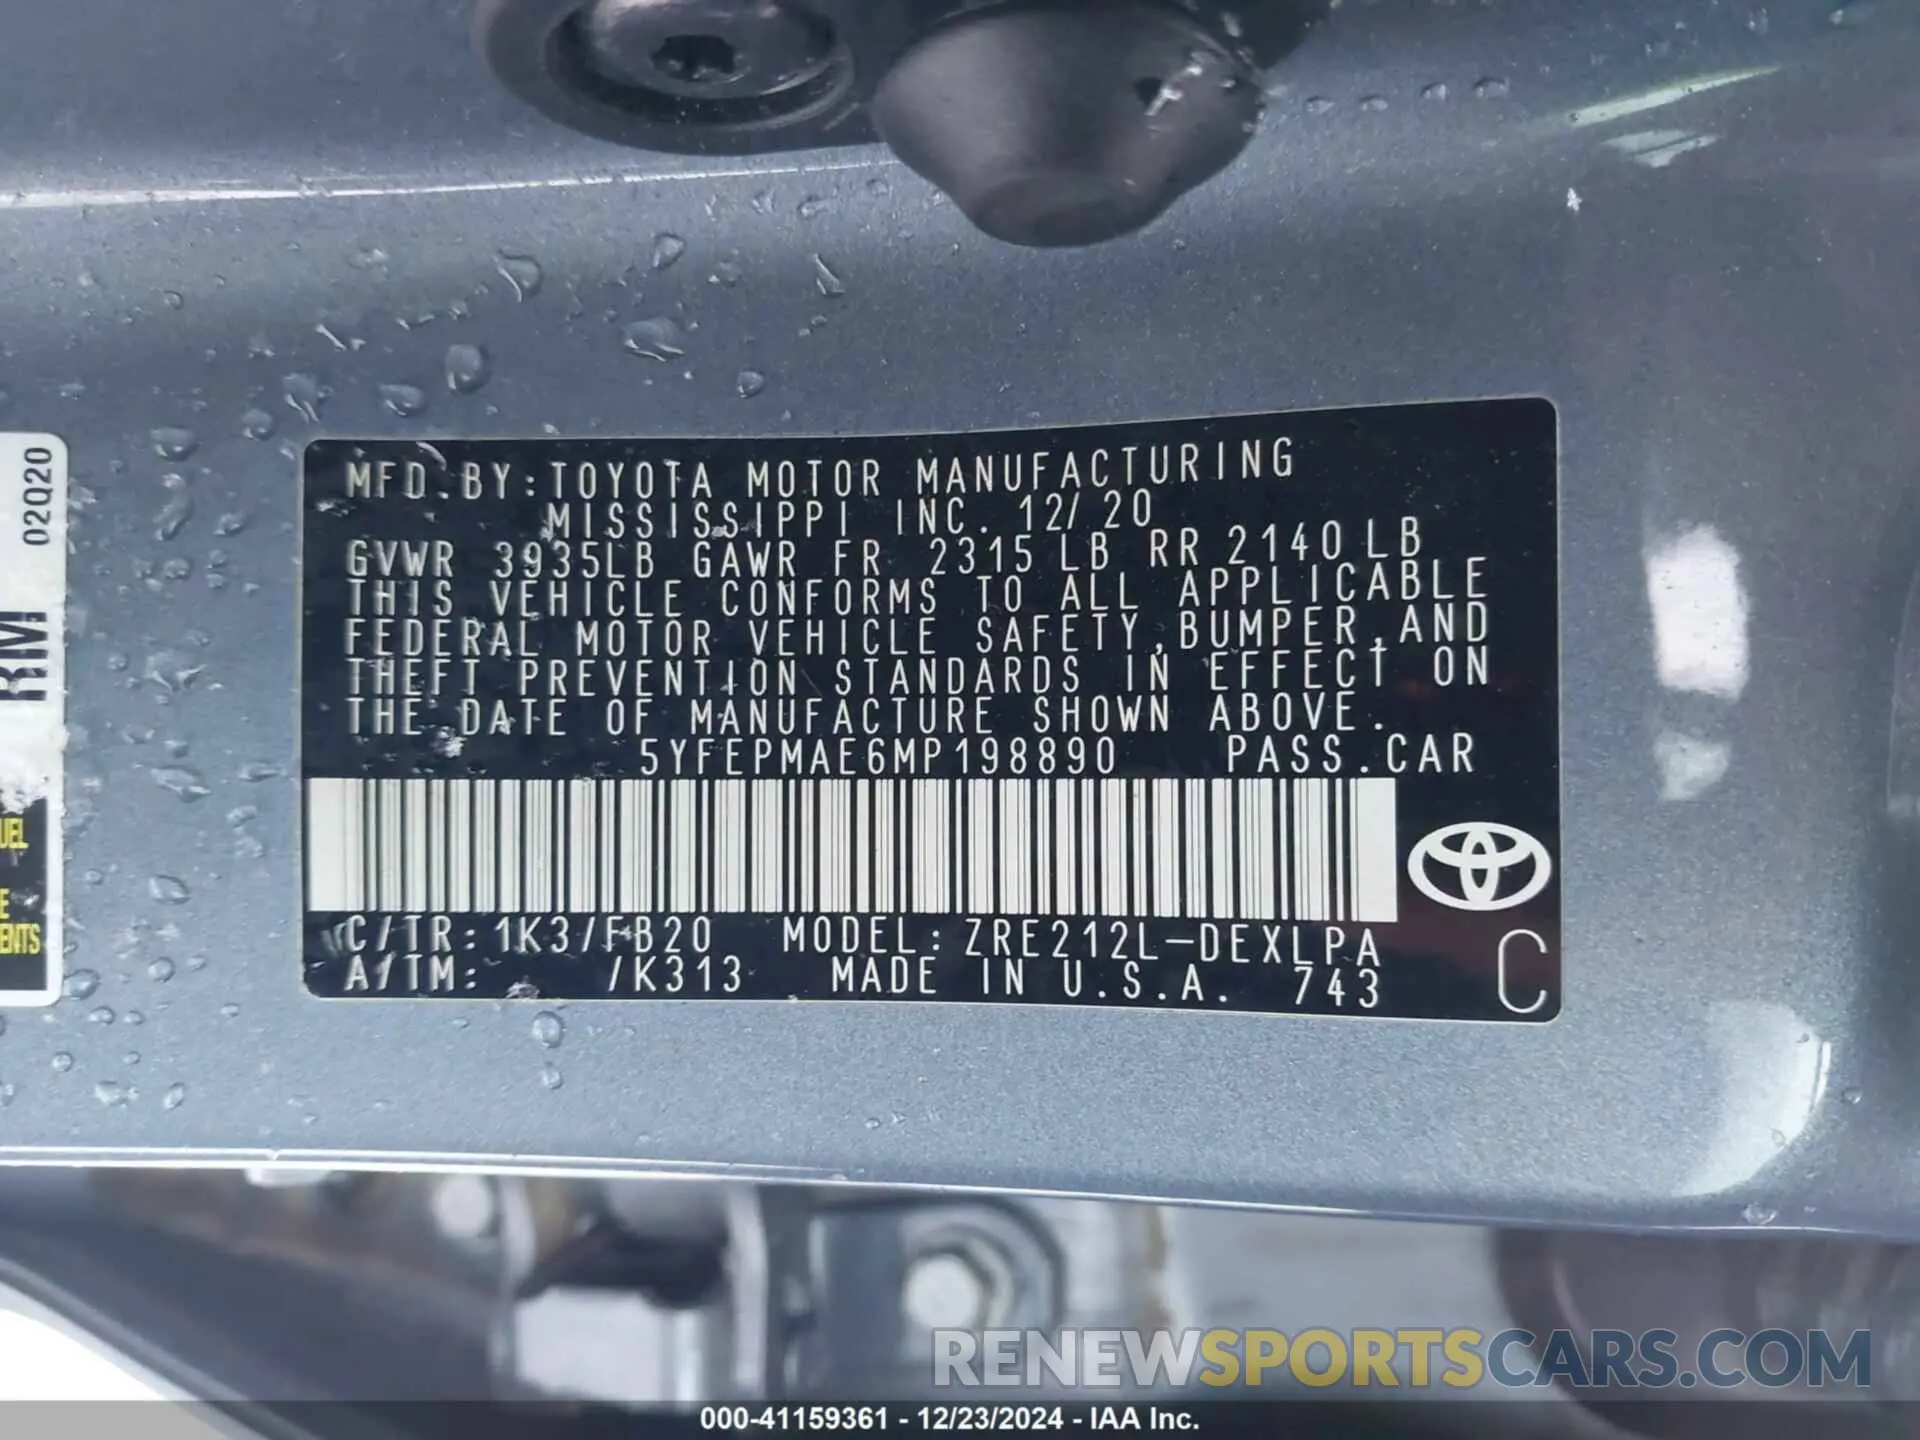 MFD.BY:TOYOTA MOTOR MANUFACTURING
MISSISSIPPI INC. 12/20
GVWR 3935LB GAWR FR 2315 LB RR 2140 LB
THIS VEHICLE CONFORMS TO ALL APPLICABLE
FEDERAL MOTOR VEHICLE SAFETY,BUMPER,AND
THEFT PREVENTION STANDARDS IN EFFECT ON
THE DATE OF MANUFACTURE SHOWN ABOVE.
5YFEPMAE6MP198890 PASS.CAR
C/TR:1K3/FB20 MODEL:ZRE212L-DEXLPA
A/TM: /K313 MADE IN U.S.A. 743
C
02Q20
RM
UEL
E
ENTS
RENEWSPORTSCARS.COM
000-41159361 - 12/23/2024 - IAA Inc.